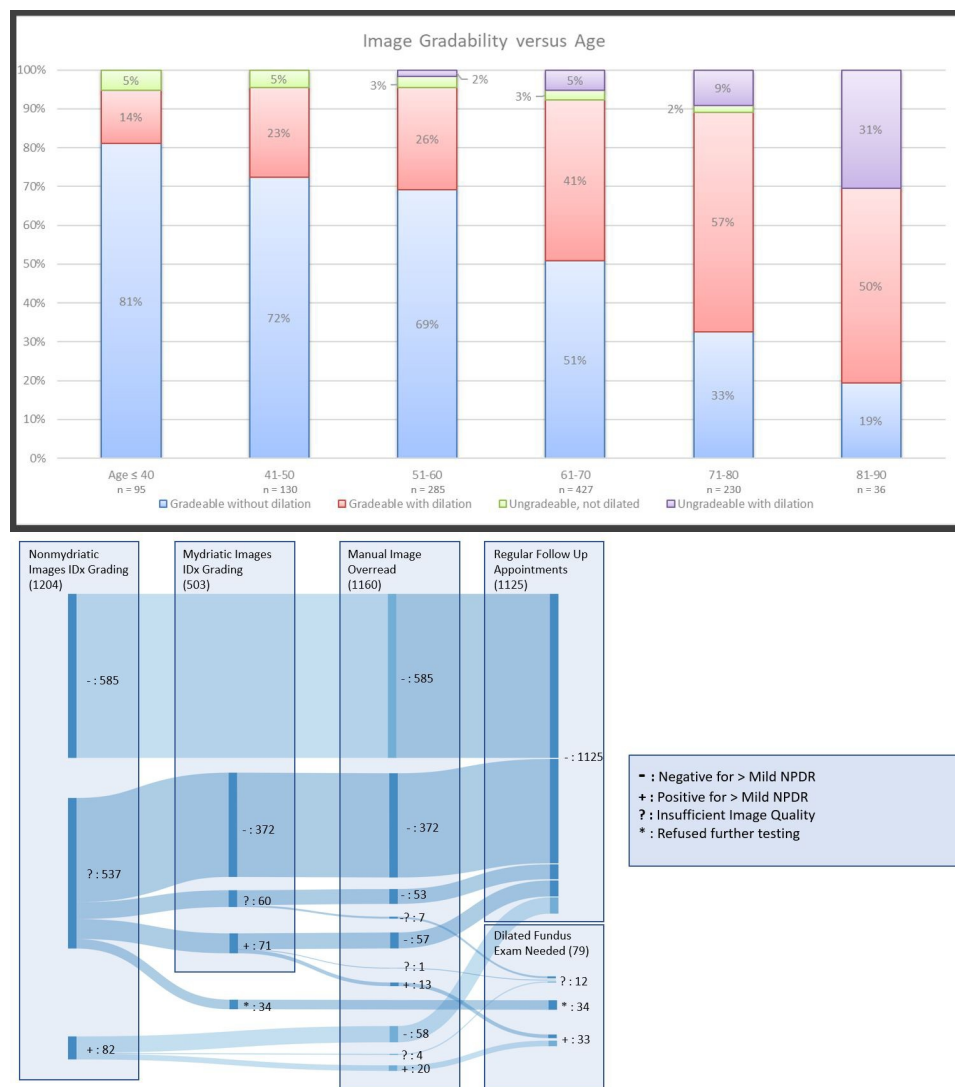 Image Gradability versus Age
100%
90%
80%
70%
60%
50%
40%
30%
20%
10%
0%
5%
14%
81%
5%
23%
72%
2%
3%
26%
69%
5%
3%
41%
51%
9%
2%
57%
33%
31%
50%
19%
Age ≤ 40
n = 95
41-50
n = 130
51-60
n = 285
61-70
n = 427
71-80
n = 230
81-90
n = 36
Gradeable without dilation
Gradeable with dilation
Ungradeable, not dilated
Ungradeable with dilation
Nonmydriatic
Images IDx Grading
(1204)
- : 585
? : 537
+ : 82
Mydriatic Images
IDx Grading
(503)
- : 372
? : 60
+ : 71
* : 34
Manual Image
Overread
(1160)
- : 585
- : 372
- : 53
-? : 7
- : 57
? : 1
+ : 13
- : 58
? : 4
+ : 20
Regular Follow Up
Appointments
(1125)
- : 1125
Dilated Fundus
Exam Needed (79)
? : 12
* : 34
+ : 33
- : Negative for > Mild NPDR
+ : Positive for > Mild NPDR
? : Insufficient Image Quality
* : Refused further testing